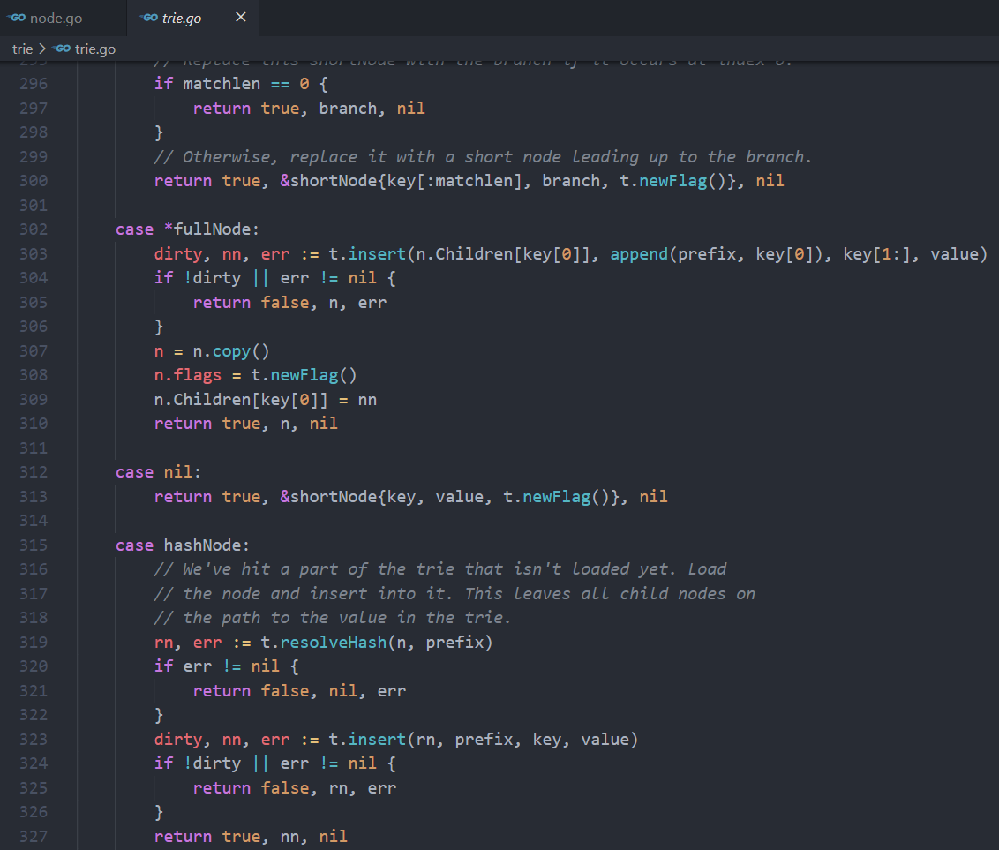 node.go
trie.go
trie > trie.go
295 // Replace this shortNode with the branch if it occurs at index 0.
296 if matchlen == 0 {
297 return true, branch, nil
298 }
299 // Otherwise, replace it with a short node leading up to the branch.
300 return true, &shortNode{key[:matchlen], branch, t.newFlag()}, nil
301
302 case *fullNode:
303 dirty, nn, err := t.insert(n.Children[key[0]], append(prefix, key[0]), key[1:], value)
304 if !dirty || err != nil {
305 return false, n, err
306 }
307 n = n.copy()
308 n.flags = t.newFlag()
309 n.Children[key[0]] = nn
310 return true, n, nil
311
312 case nil:
313 return true, &shortNode{key, value, t.newFlag()}, nil
314
315 case hashNode:
316 // We've hit a part of the trie that isn't loaded yet. Load
317 // the node and insert into it. This leaves all child nodes on
318 // the path to the value in the trie.
319 rn, err := t.resolveHash(n, prefix)
320 if err != nil {
321 return false, nil, err
322 }
323 dirty, nn, err := t.insert(rn, prefix, key, value)
324 if !dirty || err != nil {
325 return false, rn, err
326 }
327 return true, nn, nil